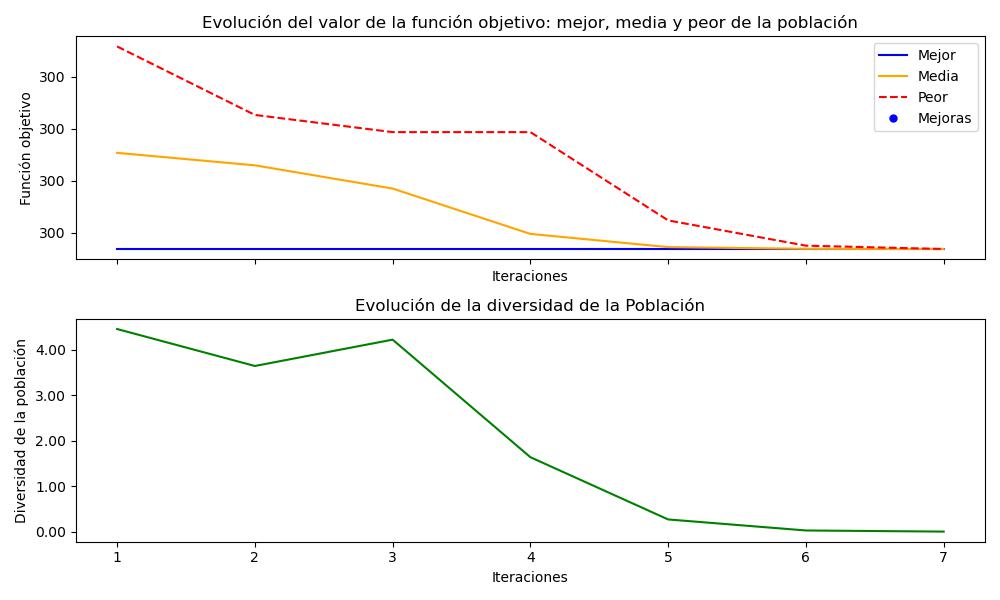 Evolución del valor de la función objetivo: mejor, media y peor de la población
Función objetivo
300
300
300
300
Mejor
Media
Peor
Mejoras
Iteraciones
Evolución de la diversidad de la Población
Diversidad de la población
4.00
3.00
2.00
1.00
0.00
1 2 3 4 5 6 7
Iteraciones